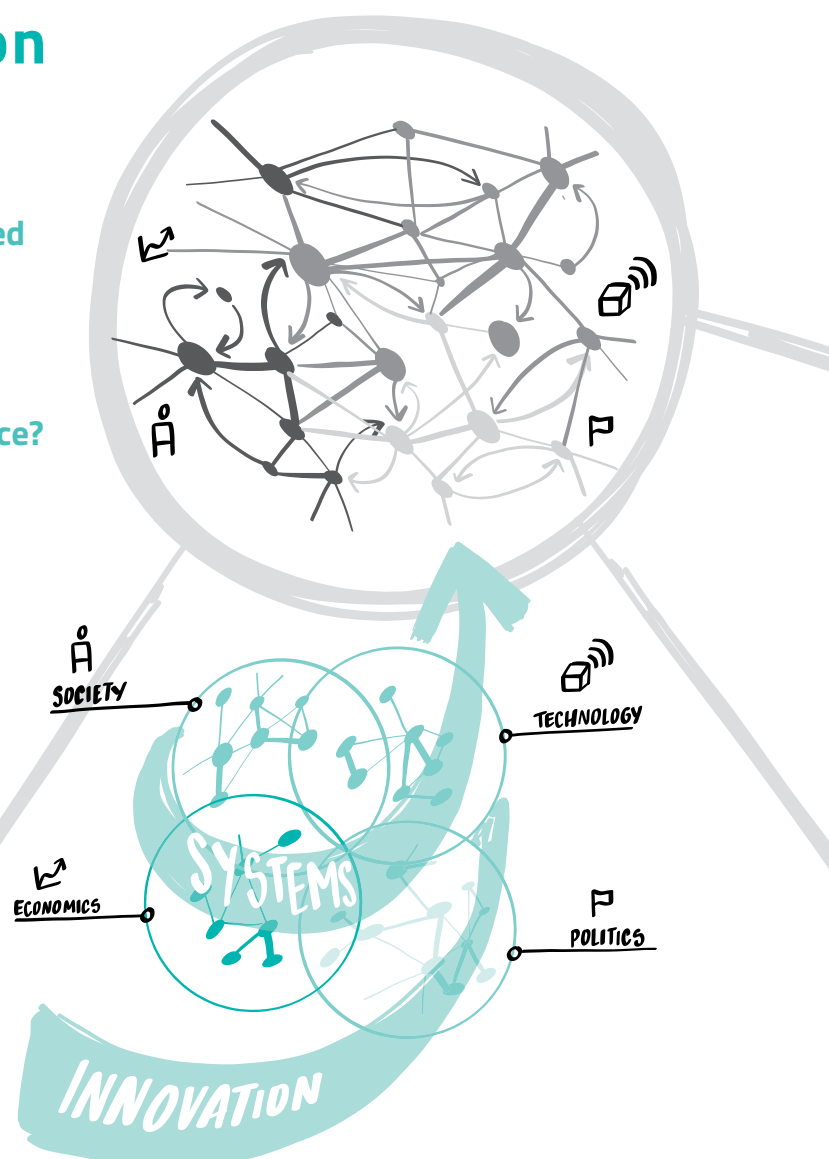 on
ed
ce?
SOCIETY
TECHNOLOGY
SYSTEMS
ECONOMICS
POLITICS
INNOVATION